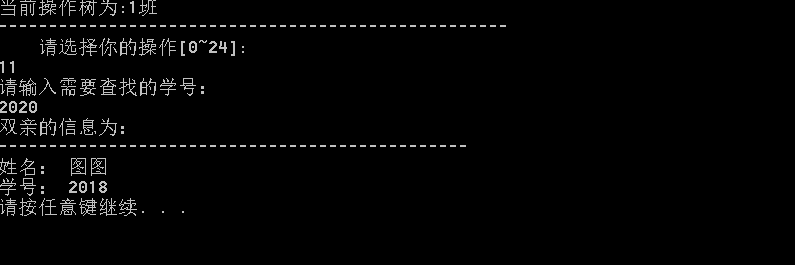 当前操作树为:1班
---------------------------------------------------
请选择你的操作[0~24]:
11
请输入需要查找的学号:
2020
双亲的信息为:
-----------------------------------------------
姓名： 图图
学号： 2018
请按任意键继续. . .